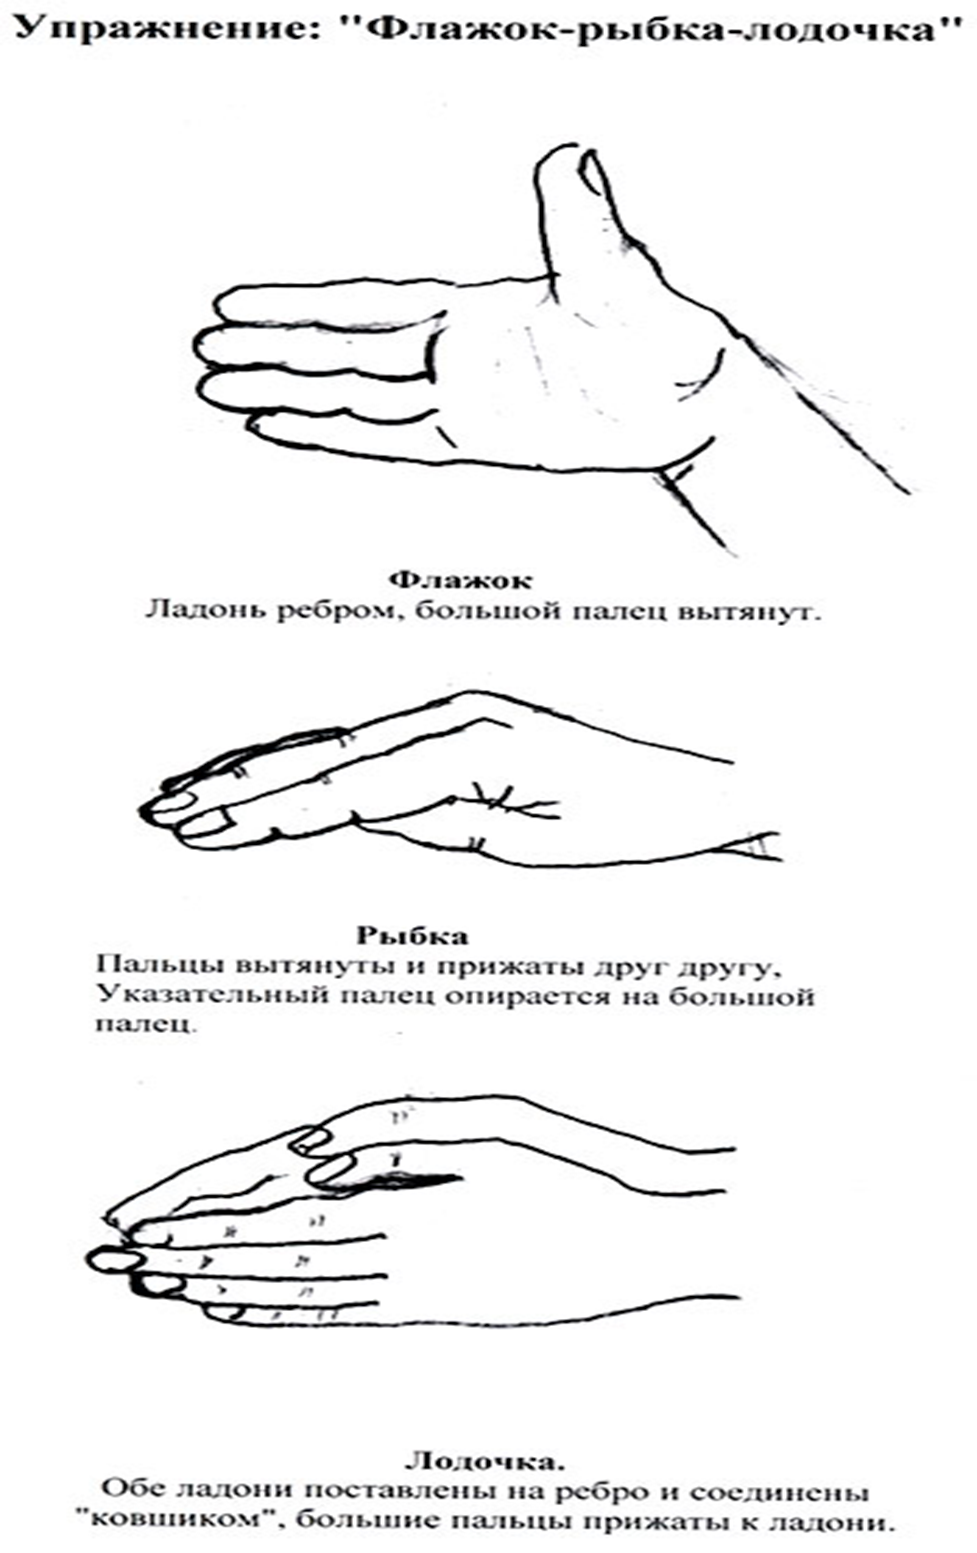 Упражнение: "Флажок-рыбка-лодочка"
Флажок
Ладонь ребром, большой палец вытянут.
Рыбка
Пальцы вытянуты и прижаты друг другу,
Указательный палец опирается на большой
палец.
Лодочка.
Обе ладони поставлены на ребро и соединены
"ковшиком", большие пальцы прижаты к ладони.